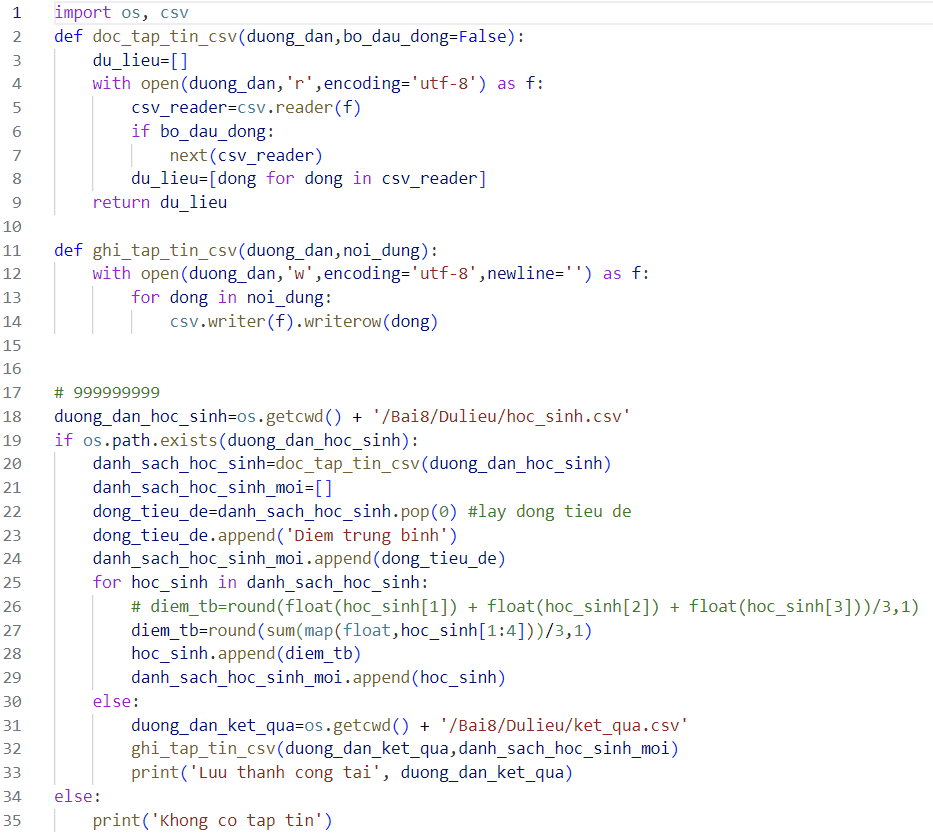 1 import os, csv
2 def doc_tap_tin_csv(duong_dan,bo_dau_dong=False):
3     du_lieu=[]
4     with open(duong_dan,'r',encoding='utf-8') as f:
5         csv_reader=csv.reader(f)
6         if bo_dau_dong:
7             next(csv_reader)
8         du_lieu=[dong for dong in csv_reader]
9     return du_lieu
10
11 def ghi_tap_tin_csv(duong_dan,noi_dung):
12     with open(duong_dan,'w',encoding='utf-8',newline='') as f:
13         for dong in noi_dung:
14             csv.writer(f).writerow(dong)
15
16
17 # 999999999
18 duong_dan_hoc_sinh=os.getcwd() + '/Bai8/Dulieu/hoc_sinh.csv'
19 if os.path.exists(duong_dan_hoc_sinh):
20     danh_sach_hoc_sinh=doc_tap_tin_csv(duong_dan_hoc_sinh)
21     danh_sach_hoc_sinh_moi=[]
22     dong_tieu_de=danh_sach_hoc_sinh.pop(0) #lay dong tieu de
23     dong_tieu_de.append('Diem trung binh')
24     danh_sach_hoc_sinh_moi.append(dong_tieu_de)
25     for hoc_sinh in danh_sach_hoc_sinh:
26         # diem_tb=round(float(hoc_sinh[1]) + float(hoc_sinh[2]) + float(hoc_sinh[3]))/3,1)
27         diem_tb=round(sum(map(float,hoc_sinh[1:4]))/3,1)
28         hoc_sinh.append(diem_tb)
29         danh_sach_hoc_sinh_moi.append(hoc_sinh)
30     else:
31         duong_dan_ket_qua=os.getcwd() + '/Bai8/Dulieu/ket_qua.csv'
32         ghi_tap_tin_csv(duong_dan_ket_qua,danh_sach_hoc_sinh_moi)
33         print('Luu thanh cong tai', duong_dan_ket_qua)
34 else:
35     print('Khong co tap tin')